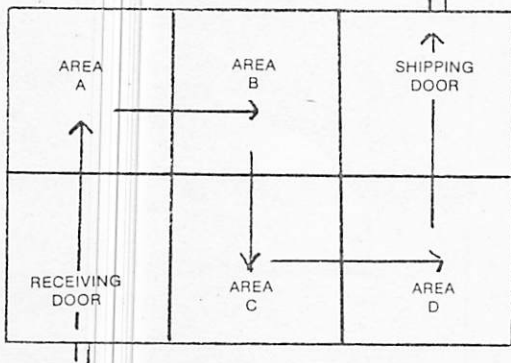 AREA
A
AREA
B
SHIPPING
DOOR
RECEIVING
DOOR
AREA
C
AREA
D